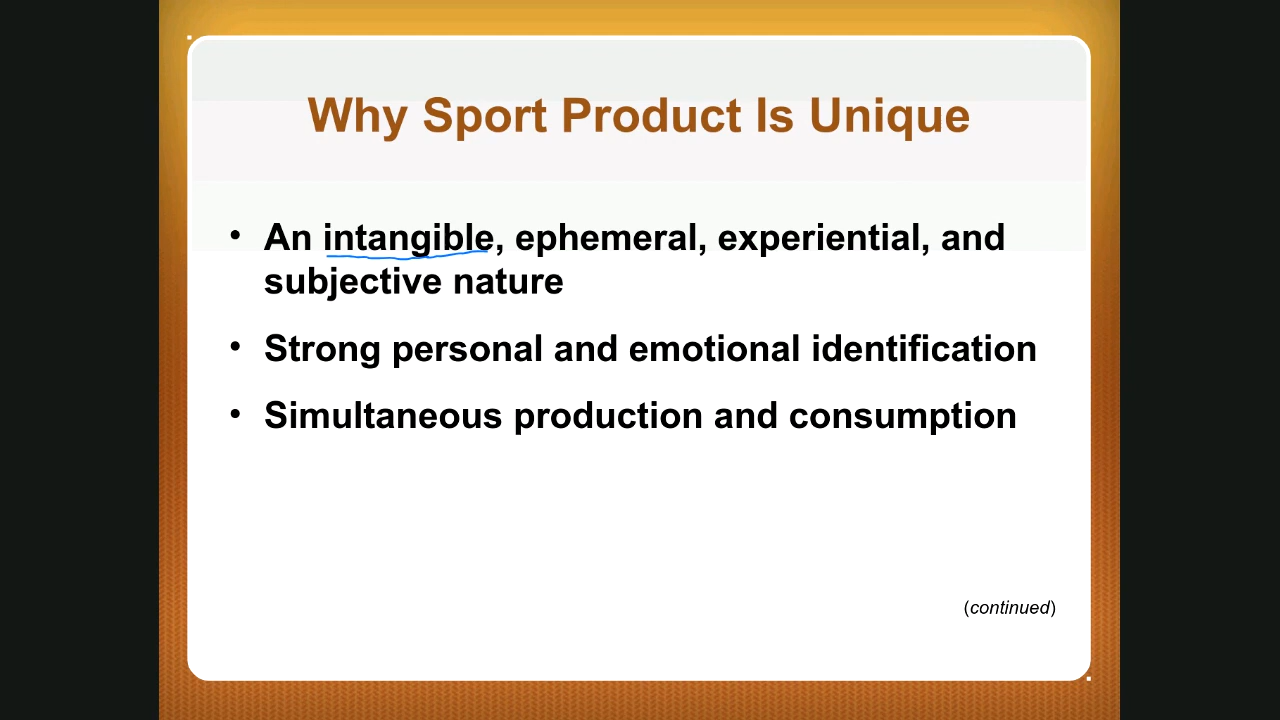 Why Sport Product Is Unique
• An intangible, ephemeral, experiential, and
subjective nature
• Strong personal and emotional identification
• Simultaneous production and consumption
(continued)